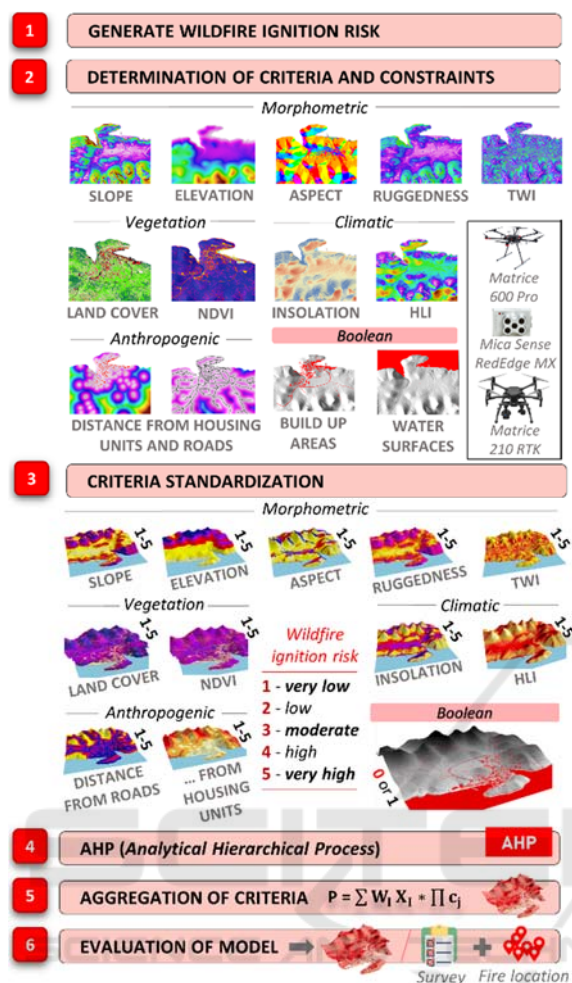 1 GENERATE WILDFIRE IGNITION RISK
2 DETERMINATION OF CRITERIA AND CONSTRAINTS
Morphometric
SLOPE ELEVATION ASPECT RUGGEDNESS TWI
Vegetation Climatic
LAND COVER NDVI INSOLATION HLI
Matrice
600 Pro
Mica Sense
RedEdge MX
Matrice
210 RTK
Anthropogenic Boolean
DISTANCE FROM HOUSING
UNITS AND ROADS
BUILD UP
AREAS
WATER
SURFACES
3 CRITERIA STANDARDIZATION
Morphometric
1-5 1-5 1-5 1-5 1-5
SLOPE ELEVATION ASPECT RUGGEDNESS TWI
Vegetation Climatic
1-5 1-5 1-5 1-5
LAND COVER NDVI INSOLATION HLI
Wildfire
ignition risk
1 - very low
2 - low
3 - moderate
4 - high
5 - very high
Anthropogenic Boolean
1-5 1-5
DISTANCE
FROM ROADS
... FROM
HOUSING
UNITS
0 or 1
4 AHP (Analytical Hierarchical Process) AHP
5 AGGREGATION OF CRITERIA P = ∑ W_I X_I * ∏ c_j
6 EVALUATION OF MODEL / +
Survey Fire location